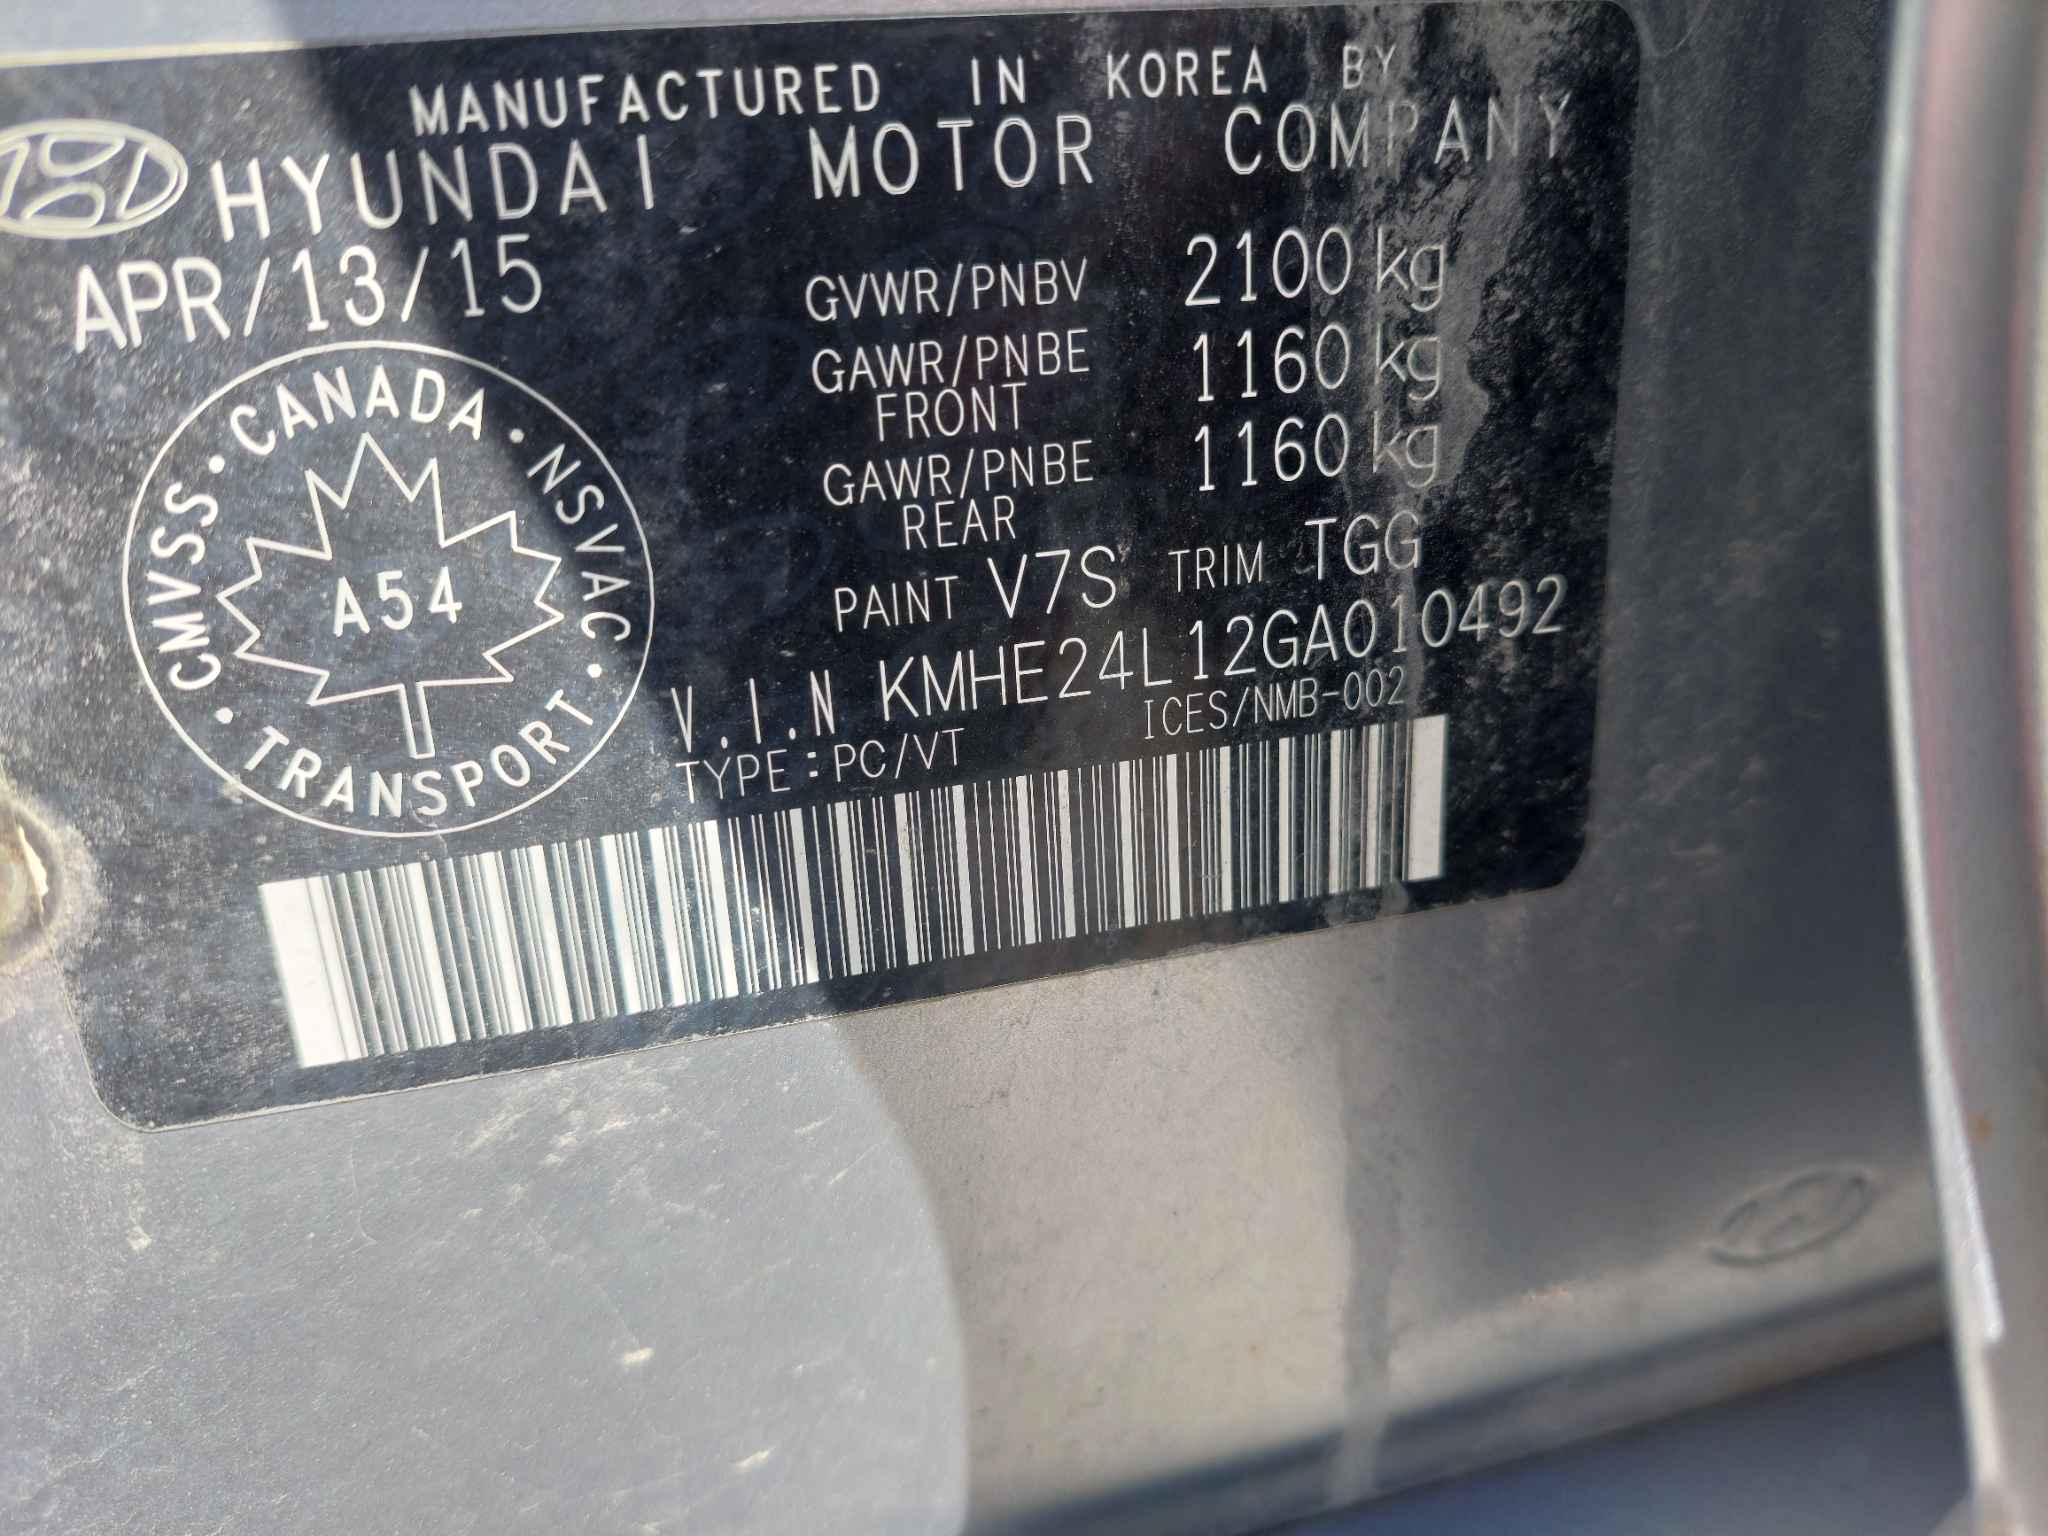 MANUFACTURED IN KOREA BY
HYUNDAI MOTOR COMPANY
APR/13/15
GVWR/PNBV 2100 kg
GAWR/PNBE FRONT 1160 kg
GAWR/PNBE REAR 1160 kg
PAINT V7S TRIM TGG
V.I.N KMHE24L12GA010492
TYPE:PC/VT ICES/NMB-002
CMVSS · CANADA · NSVAC · TRANSPORT ·
A54